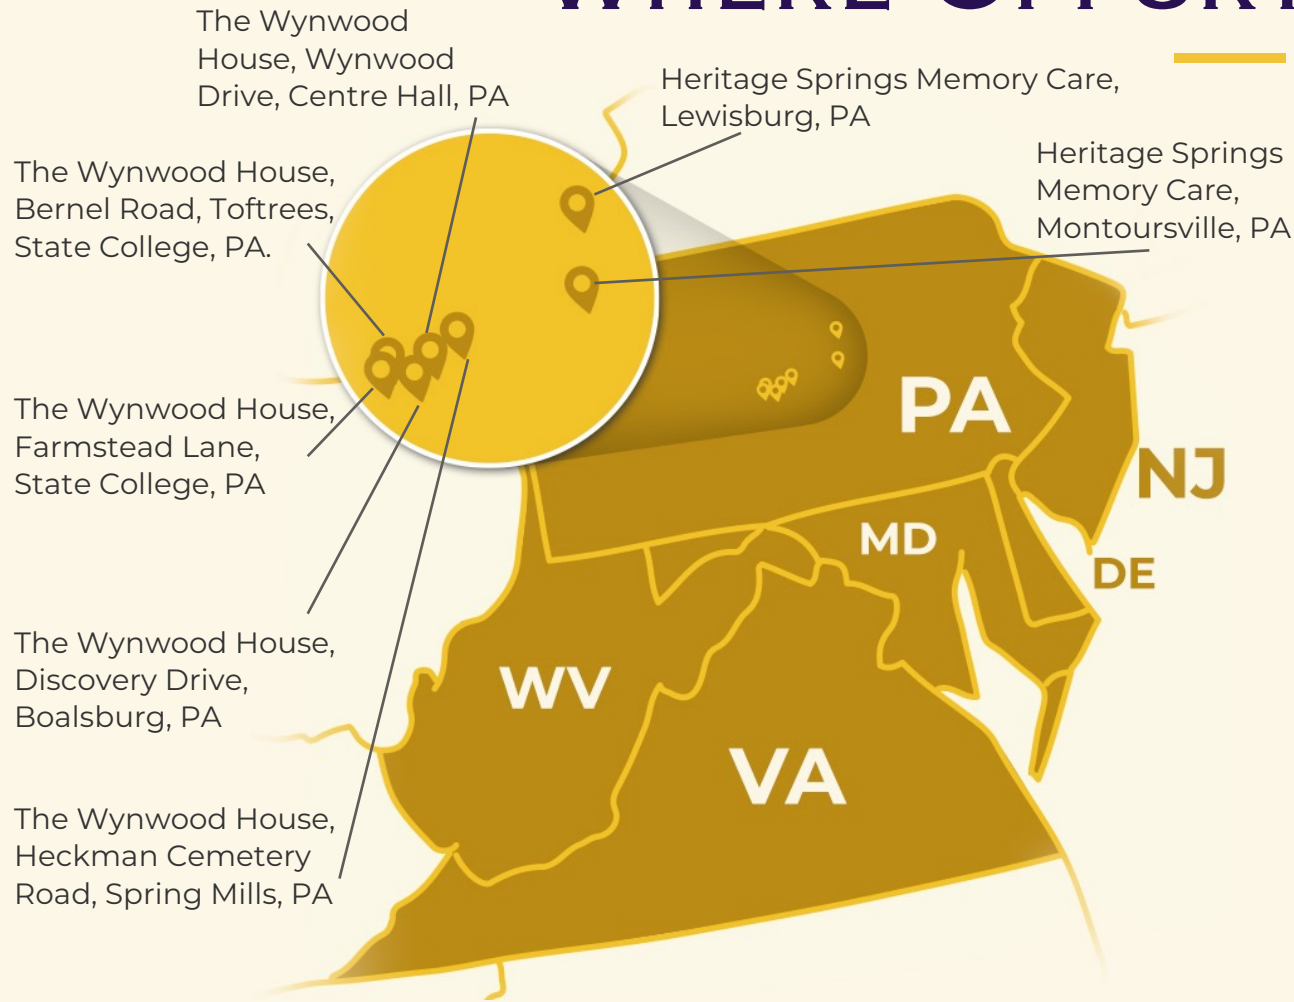 The Wynwood
House, Wynwood
Drive, Centre Hall, PA
Heritage Springs Memory Care,
Lewisburg, PA
Heritage Springs
Memory Care,
Montoursville, PA
The Wynwood House,
Bernel Road, Toftrees,
State College, PA.
The Wynwood House,
Farmstead Lane,
State College, PA
The Wynwood House,
Discovery Drive,
Boalsburg, PA
The Wynwood House,
Heckman Cemetery
Road, Spring Mills, PA
PA
NJ
MD
DE
WV
VA